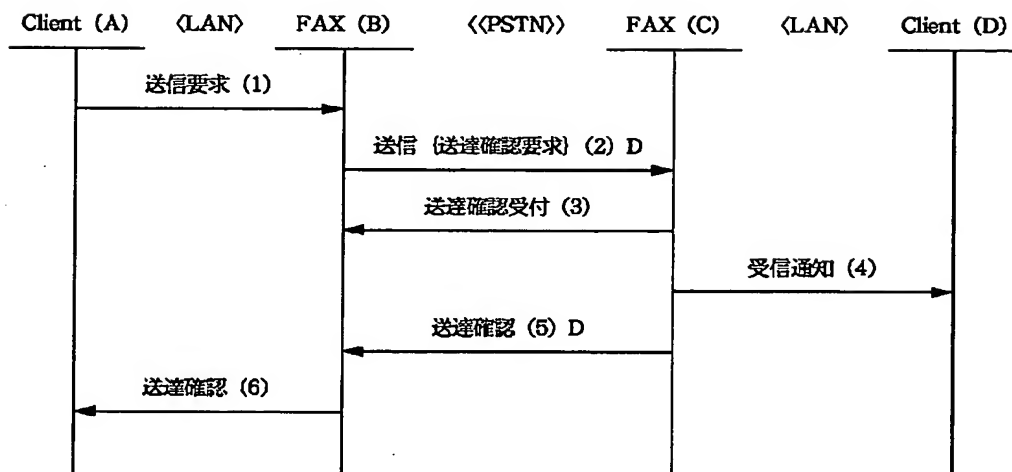 Client (A) 〈LAN〉 FAX (B) 《PSTN》 FAX (C) 〈LAN〉 Client (D)
送信要求 (1)
送信 {送達確認要求} (2) D
送達確認受付 (3)
受信通知 (4)
送達確認 (5) D
送達確認 (6)